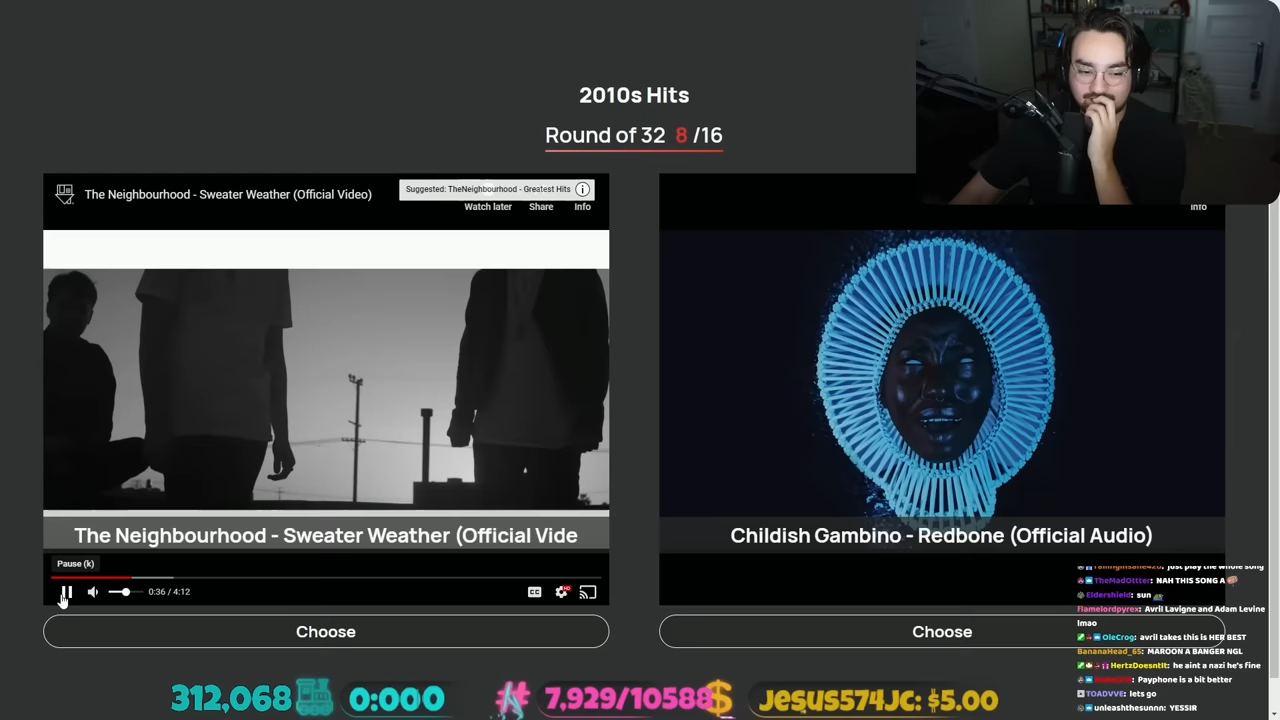 2010s Hits
Round of 32 8 /16
The Neighbourhood - Sweater Weather (Official Video)
Suggested: TheNeighbourhood - Greatest Hits
Watch later Share Info
Info
The Neighbourhood - Sweater Weather (Official Vide
Childish Gambino - Redbone (Official Audio)
Pause (k)
0:36 / 4:12
CC
HD
Choose
Choose
just play the whole song
TheMadOttter: NAH THIS SONG A
Eldershield: sun
Flamelordpyrex: Avril Lavigne and Adam Levine
lmao
OleCrog: avril takes this is HER BEST
BananaHead_65: MAROON A BANGER NGL
HertzDoesntIt: he aint a nazi he's fine
Payphone is a bit better
TOADVVE: lets go
unleashthesunnn: YESSIR
312,068
0:000
7,929/10588
$
Jesus574JC: $5.00